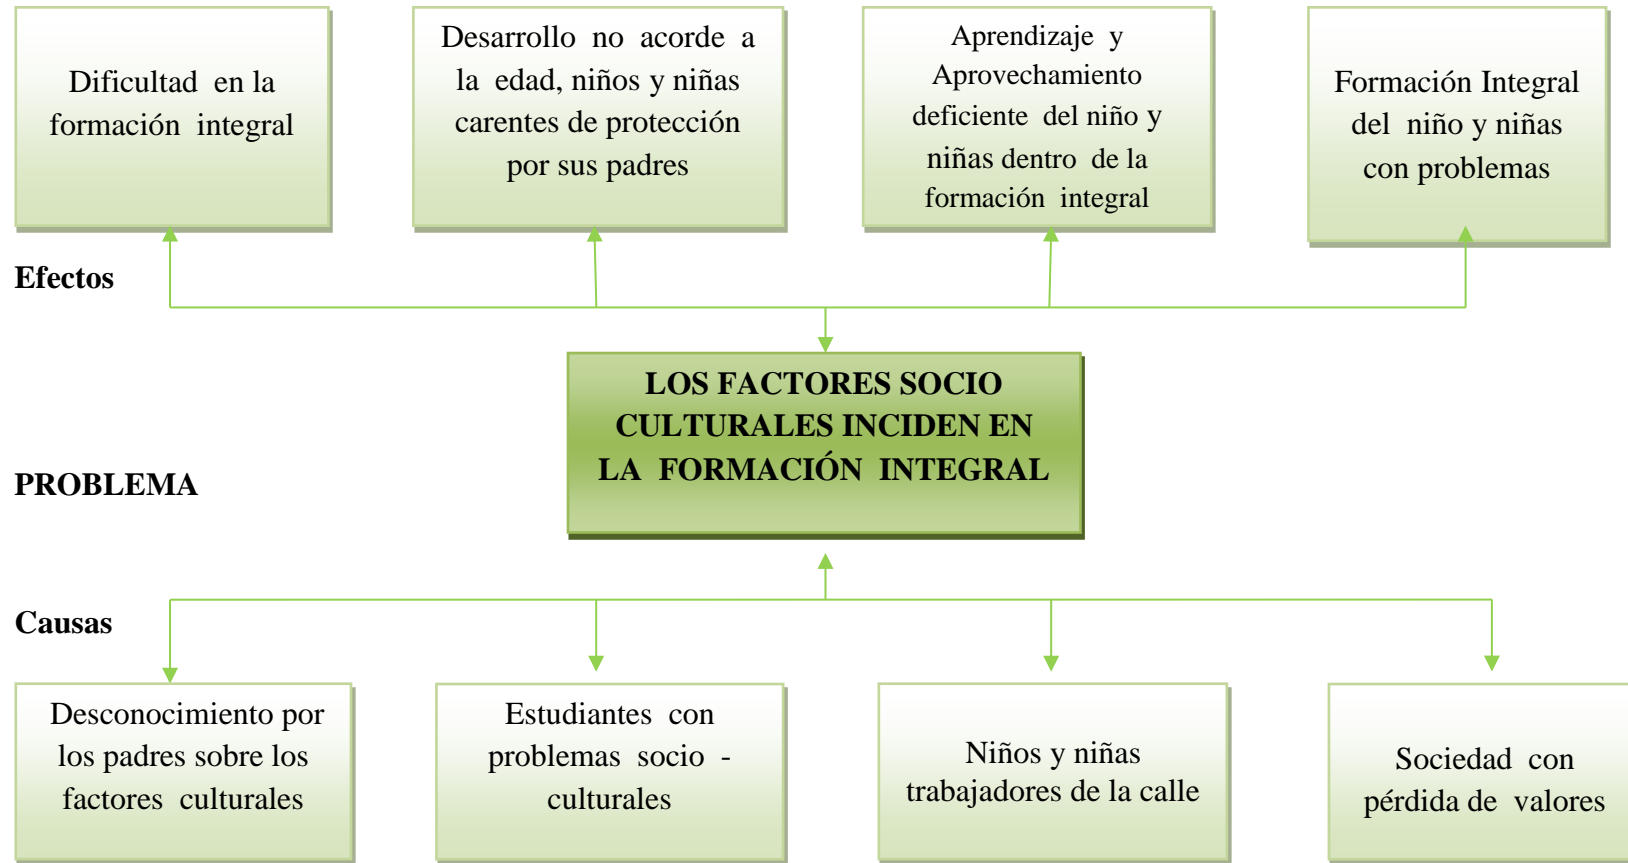 Dificultad en la
formación integral
Desarrollo no acorde a
la edad, niños y niñas
carentes de protección
por sus padres
Aprendizaje y
Aprovechamiento
deficiente del niño y
niñas dentro de la
formación integral
Formación Integral
del niño y niñas
con problemas
Efectos
LOS FACTORES SOCIO
CULTURALES INCIDEN EN
LA FORMACIÓN INTEGRAL
PROBLEMA
Causas
Desconocimiento por
los padres sobre los
factores culturales
Estudiantes con
problemas socio -
culturales
Niños y niñas
trabajadores de la calle
Sociedad con
pérdida de valores